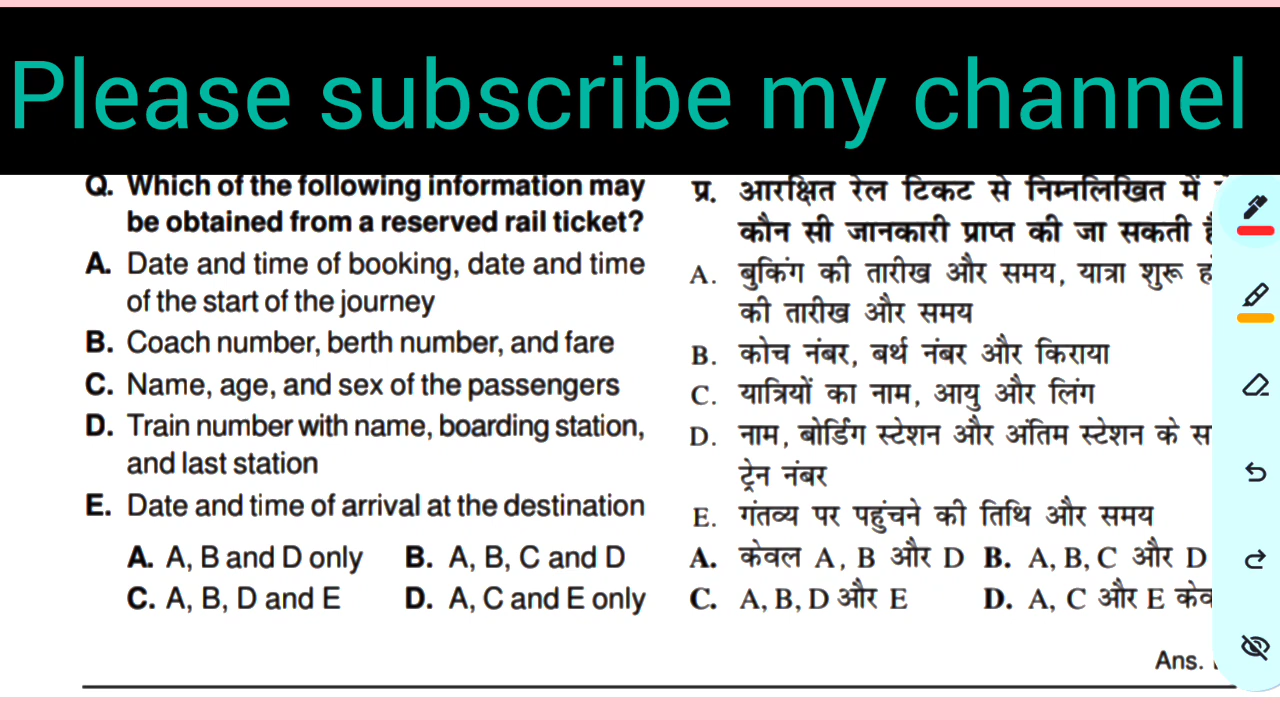 Please subscribe my channel
Q. Which of the following information may
be obtained from a reserved rail ticket?
A. Date and time of booking, date and time
of the start of the journey
B. Coach number, berth number, and fare
C. Name, age, and sex of the passengers
D. Train number with name, boarding station,
and last station
E. Date and time of arrival at the destination
A. A, B and D only B. A, B, C and D
C. A, B, D and E D. A, C and E only
प्र. आरक्षित रेल टिकट से निम्नलिखित में
कौन सी जानकारी प्राप्त की जा सकती
A. बुकिंग की तारीख और समय, यात्रा शुरू
की तारीख और समय
B. कोच नंबर, बर्थ नंबर और किराया
C. यात्रियों का नाम, आयु और लिंग
D. नाम, बोर्डिंग स्टेशन और अंतिम स्टेशन के
ट्रेन नंबर
E. गंतव्य पर पहुंचने की तिथि और समय
A. केवल A, B और D B. A, B, C और D
C. A, B, D और E D. A, C और E
Ans.